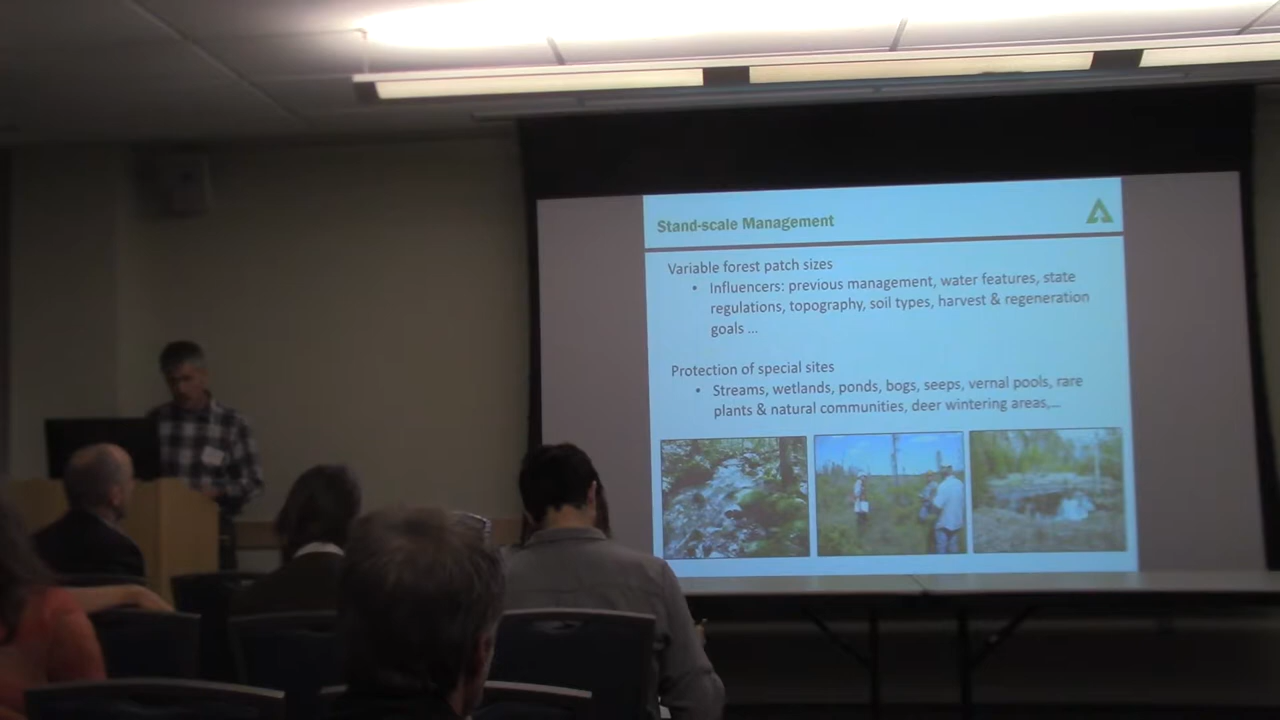 Stand-scale Management
Variable forest patch sizes
• Influencers: previous management, water features, state
regulations, topography, soil types, harvest & regeneration
goals ...
Protection of special sites
• Streams, wetlands, ponds, bogs, seeps, vernal pools, rare
plants & natural communities, deer wintering areas,...